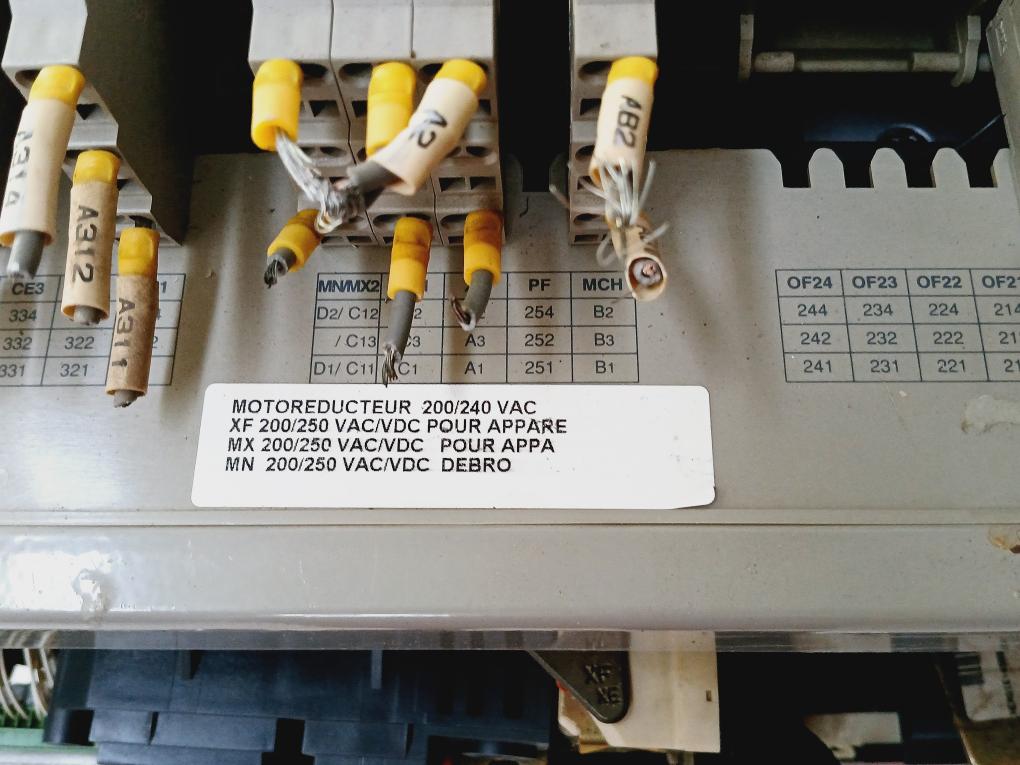 A312
A311
A2
AB2
CE3
334
332 322
331 321
MN/MX2 PF MCH
D2/ C12 254 B2
/ C13 C3 A3 252 B3
D1/ C11 C1 A1 251 B1
OF24 OF23 OF22 OF21
244 234 224 214
242 232 222
241 231 221
MOTOREDUCTEUR 200/240 VAC
XF 200/250 VAC/VDC POUR APPARE
MX 200/250 VAC/VDC POUR APPA
MN 200/250 VAC/VDC DEBRO
XF
XE